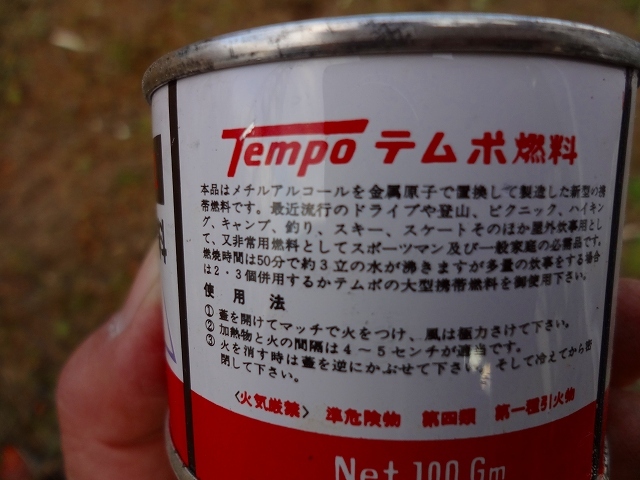 Tempo テムポ燃料
本品はメチルアルコールを金属原子で置換して製造した新型の携
帯燃料です。最近流行のドライブや登山、ピクニック、ハイキン
グ、キャンプ、釣り、スキー、スケートそのほか屋外炊事用とし
て、又非常用燃料としてスポーツマン及び一般家庭の必需品です。
燃焼時間は50分で約3立の水が沸きますが多量の炊事をする場合
は2・3個併用するかテムポの大型携帯燃料を御使用下さい。
使用法
① 蓋を開けてマッチで火をつけ、風は極力さけて下さい。
② 加熱物と火の間隔は4〜5センチが適当です。
③ 火を消す時は蓋を逆にかぶせて下さい。そして冷えてから密
閉して下さい。
〈火気厳禁〉 準危険物 第四類 第一種引火物
Net 100 Gm